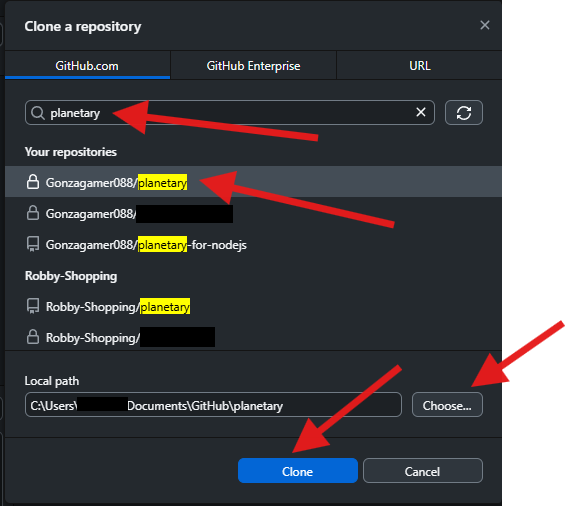 Clone a repository
GitHub.com GitHub Enterprise URL
planetary
Your repositories
Gonzagamer088/planetary
Gonzagamer088/
Gonzagamer088/planetary-for-nodejs
Robby-Shopping
Robby-Shopping/planetary
Robby-Shopping/
Local path
C:\Users\ Documents\GitHub\planetary Choose...
Clone Cancel